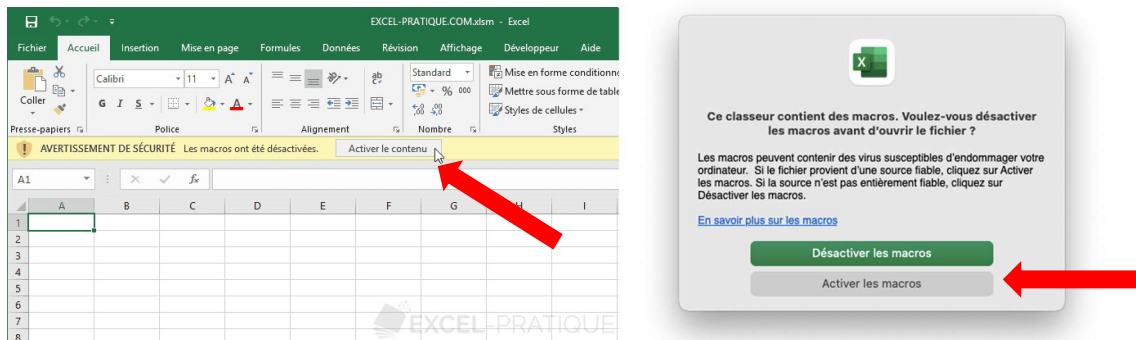 EXCEL-PRATIQUE.COM.xlsm - Excel
Fichier Accueil Insertion Mise en page Formules Données Révision Affichage Développeur Aide
Calibri 11 A A ab Standard Mise en forme conditionne
Coller G I S A % 000 Mettre sous forme de table
Styles de cellules
Presse-papiers Police Alignement Nombre Styles
AVERTISSEMENT DE SÉCURITÉ Les macros ont été désactivées. Activer le contenu
A1 fx
A B C D E F G H I
1
2
3
4
5
6
7
8
EXCEL-PRATIQUE
X
Ce classeur contient des macros. Voulez-vous désactiver
les macros avant d'ouvrir le fichier ?
Les macros peuvent contenir des virus susceptibles d'endommager votre
ordinateur. Si le fichier provient d'une source fiable, cliquez sur Activer
les macros. Si la source n'est pas entièrement fiable, cliquez sur
Désactiver les macros.
En savoir plus sur les macros
Désactiver les macros
Activer les macros